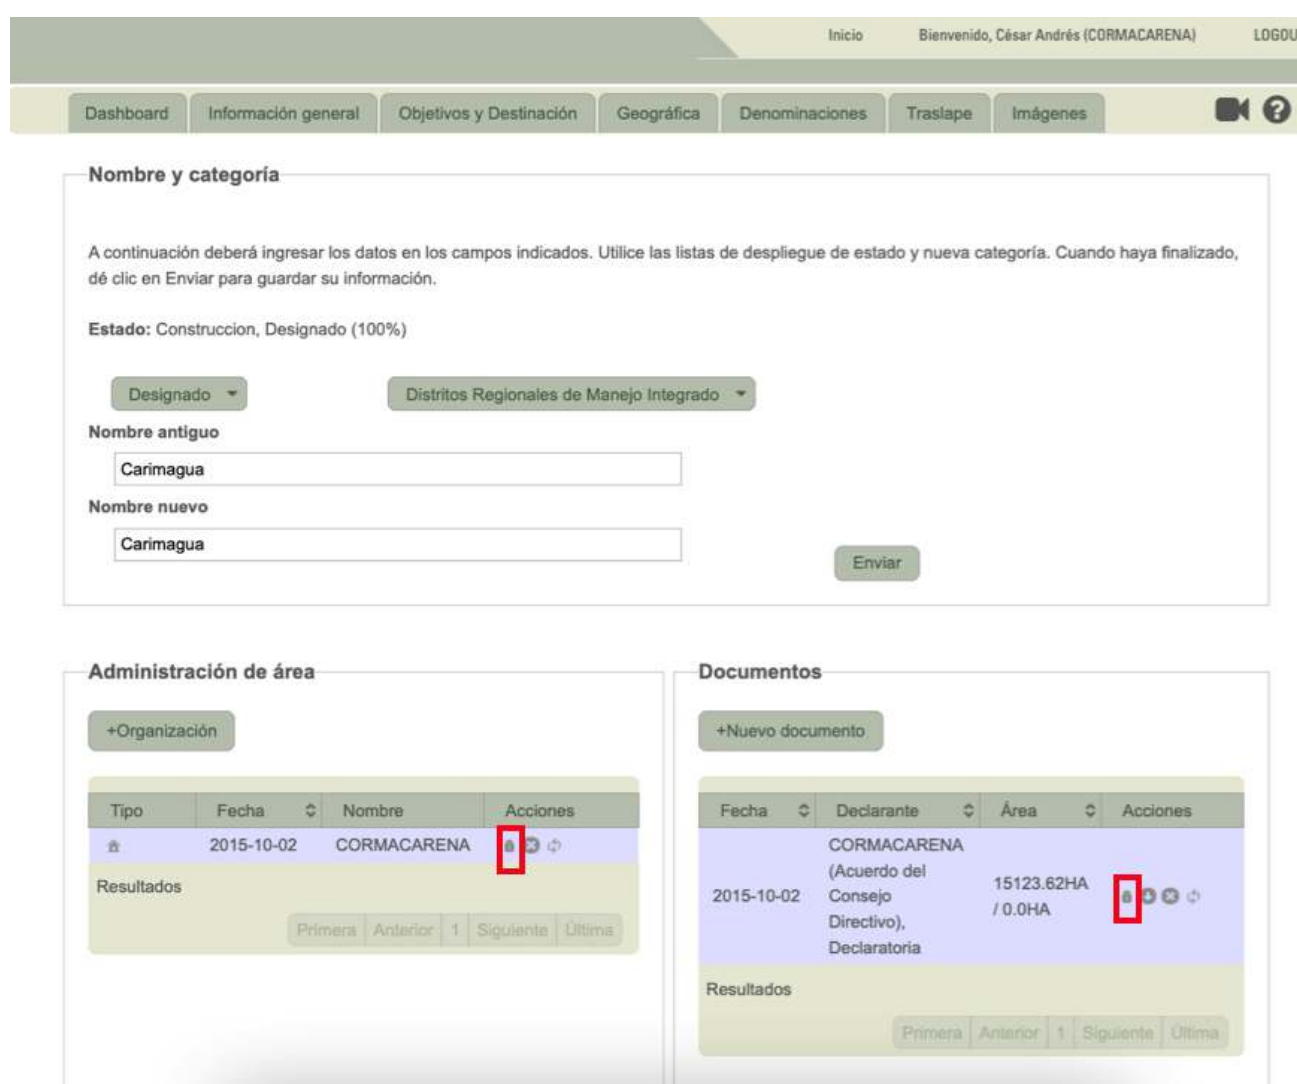 Inicio Bienvenido, César Andrés (CORMACARENA) LOGOU
Dashboard Información general Objetivos y Destinación Geográfica Denominaciones Traslape Imágenes
Nombre y categoría
A continuación deberá ingresar los datos en los campos indicados. Utilice las listas de despliegue de estado y nueva categoría. Cuando haya finalizado,
dé clic en Enviar para guardar su información.
Estado: Construccion, Designado (100%)
Designado Distritos Regionales de Manejo Integrado
Nombre antiguo
Carimagua
Nombre nuevo
Carimagua
Enviar
Administración de área
+Organización
Tipo Fecha Nombre Acciones
2015-10-02 CORMACARENA
Resultados
Primera Anterior 1 Siguiente Última
Documentos
+Nuevo documento
Fecha Declarante Área Acciones
CORMACARENA
(Acuerdo del
2015-10-02 Consejo 15123.62HA
/ 0.0HA
Directivo),
Declaratoria
Resultados
Primera Anterior 1 Siguiente Última